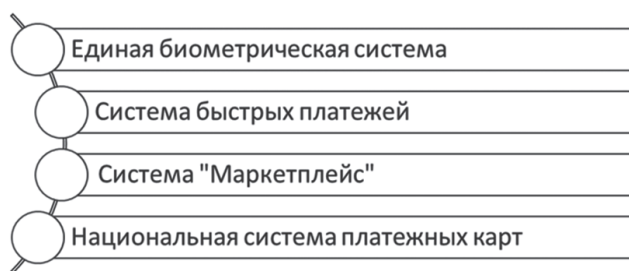 Единая биометрическая система
Система быстрых платежей
Система "Маркетплейс"
Национальная система платежных карт